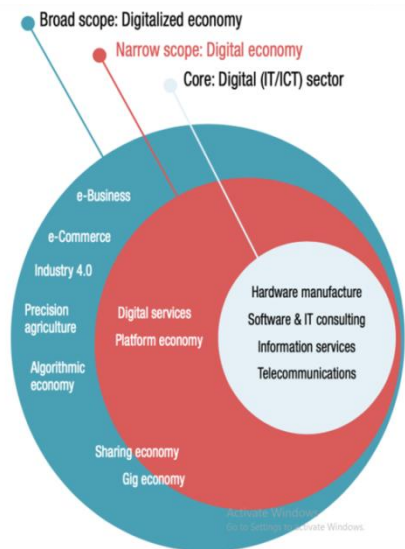 Broad scope: Digitalized economy
Narrow scope: Digital economy
Core: Digital (IT/ICT) sector
e-Business
e-Commerce
Industry 4.0
Precision
agriculture
Algorithmic
economy
Digital services
Platform economy
Hardware manufacture
Software & IT consulting
Information services
Telecommunications
Sharing economy
Gig economy
Activate Windows
Go to Settings to activate Windows.